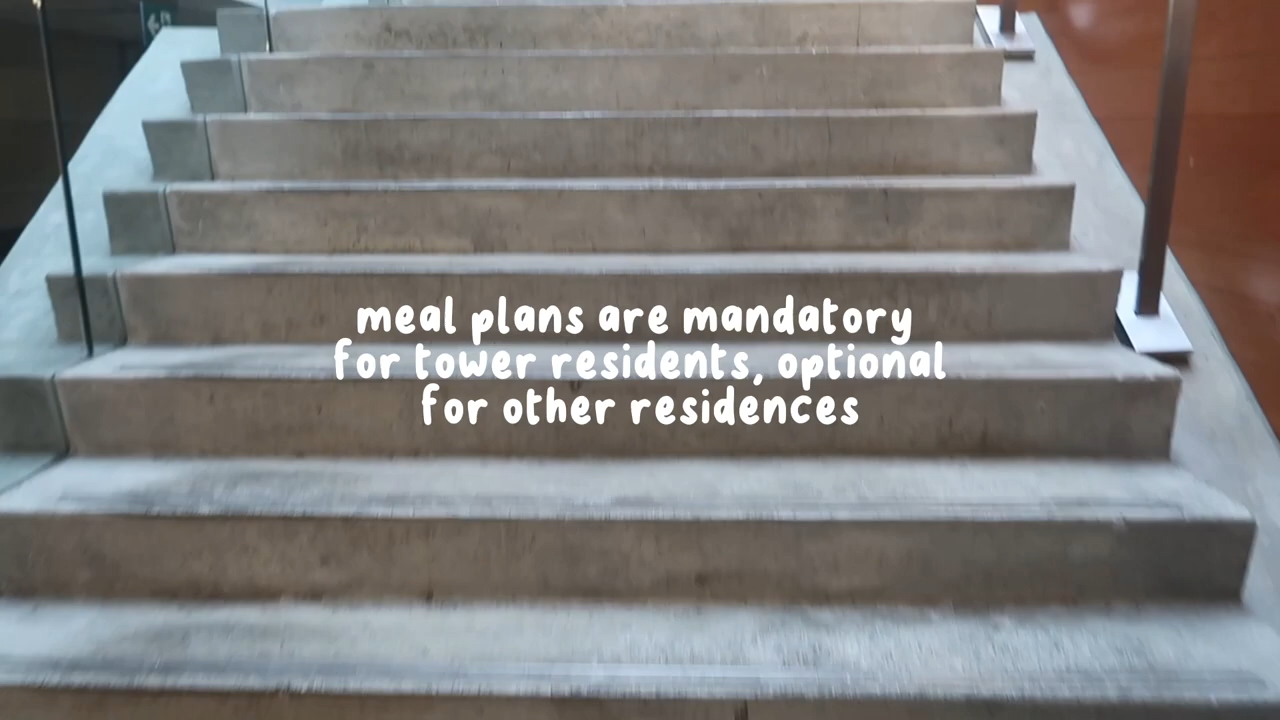 meal plans are mandatory
for tower residents, optional
for other residences